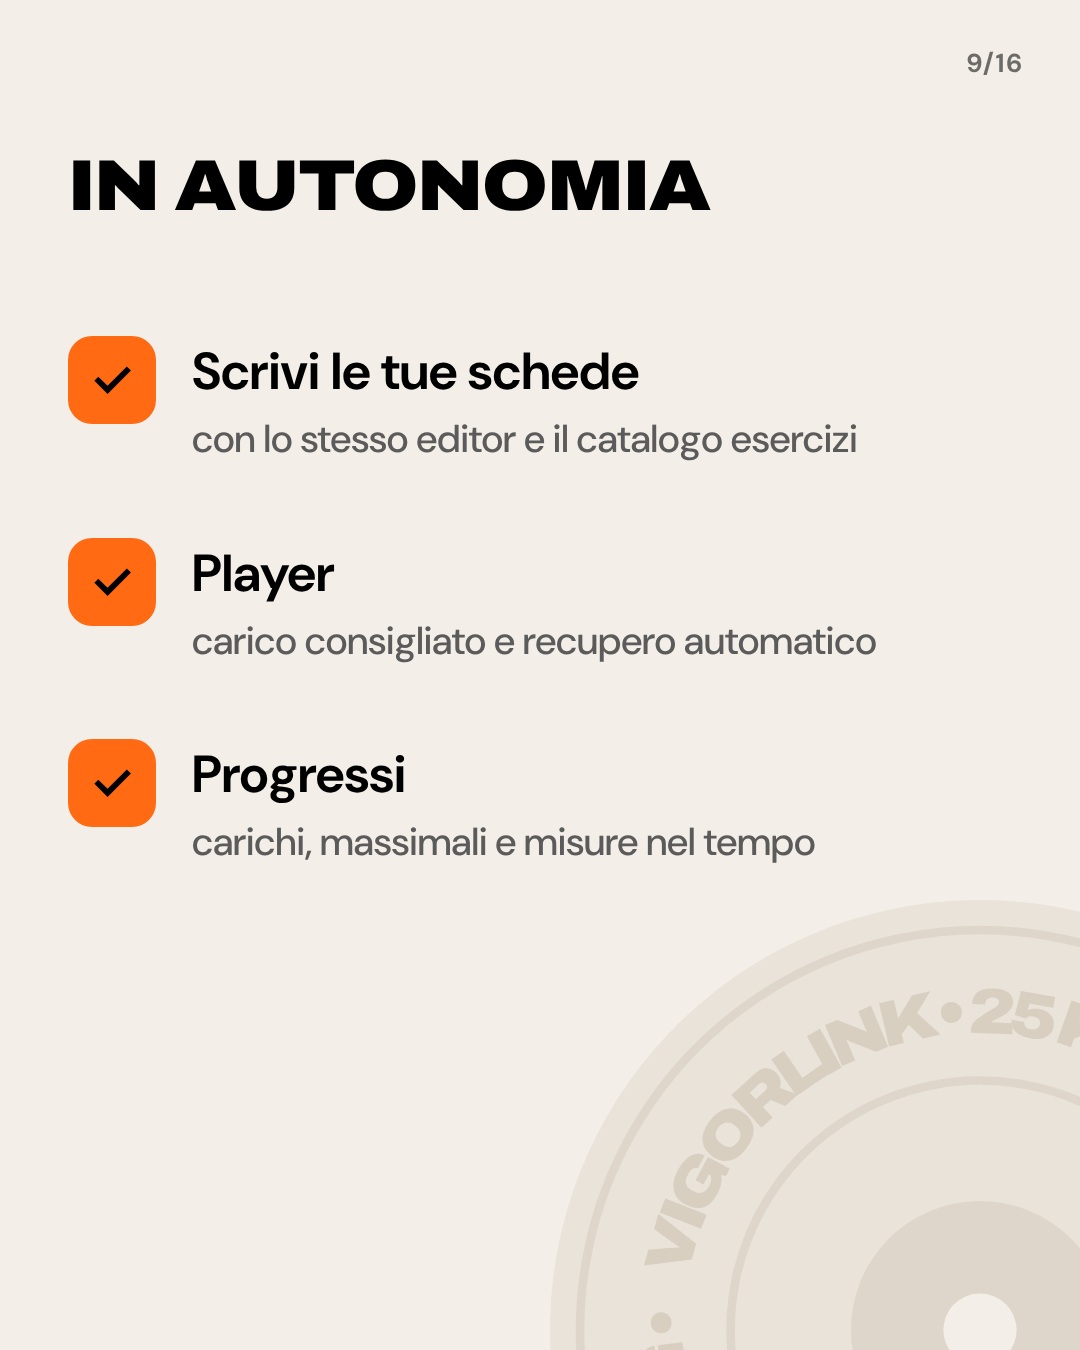 9/16
IN AUTONOMIA
Scrivi le tue schede
con lo stesso editor e il catalogo esercizi
Player
carico consigliato e recupero automatico
Progressi
carichi, massimali e misure nel tempo
VIGORLINK • 25